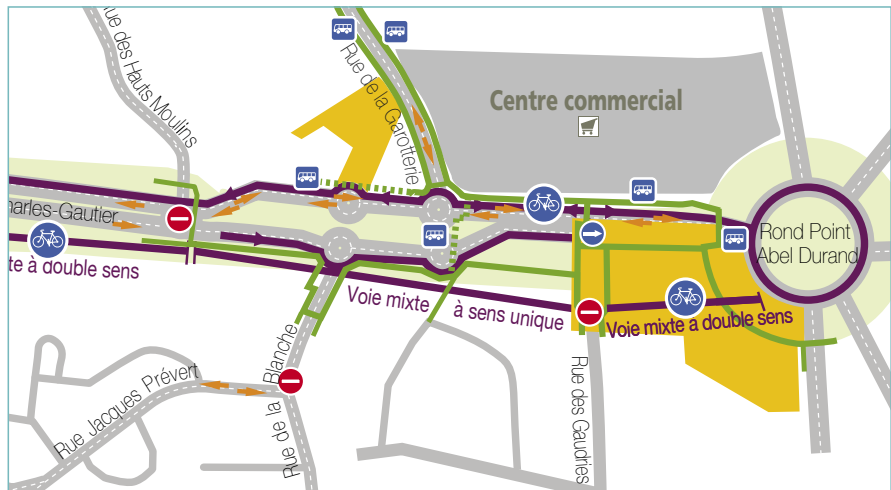 Rue des Hauts Moulins
Rue de la Garotterie
Centre commercial
harles-Gautier
Rond Point
Abel Durand
te à double sens
Voie mixte à sens unique
Voie mixte a double sens
Rue Jacques Prévert
Rue de la Blanche
Rue des Gaudries